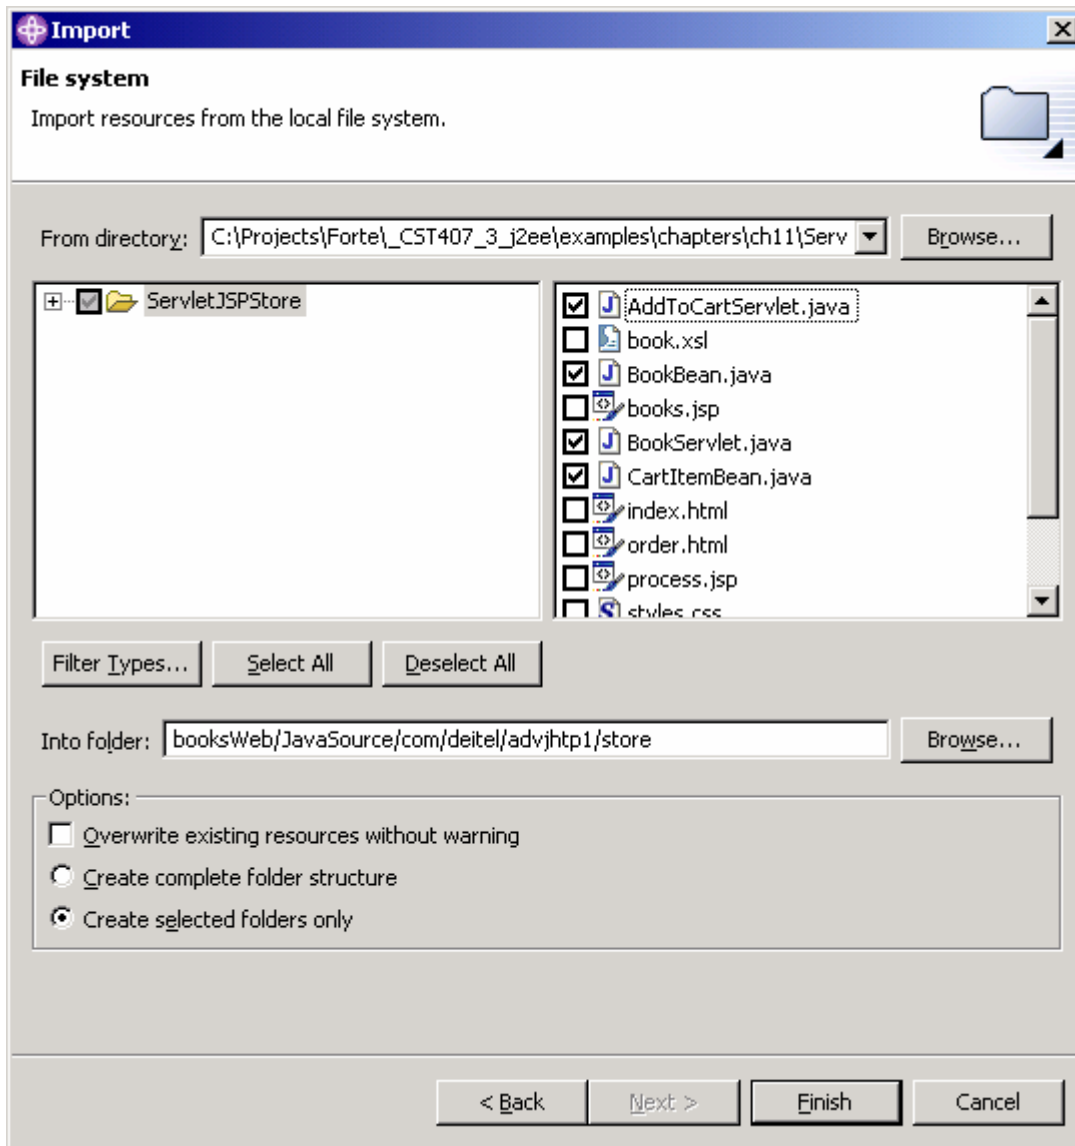 Import
File system
Import resources from the local file system.
From directory: C:\Projects\Forte\_CST407_3_j2ee\examples\chapters\ch11\Serv Browse...
ServletJSPStore
AddToCartServlet.java
book.xsl
BookBean.java
books.jsp
BookServlet.java
CartItemBean.java
index.html
order.html
process.jsp
styles.css
Filter Types... Select All Deselect All
Into folder: booksWeb/JavaSource/com/deitel/advjhtp1/store Browse...
Options:
Overwrite existing resources without warning
Create complete folder structure
Create selected folders only
< Back Next > Finish Cancel